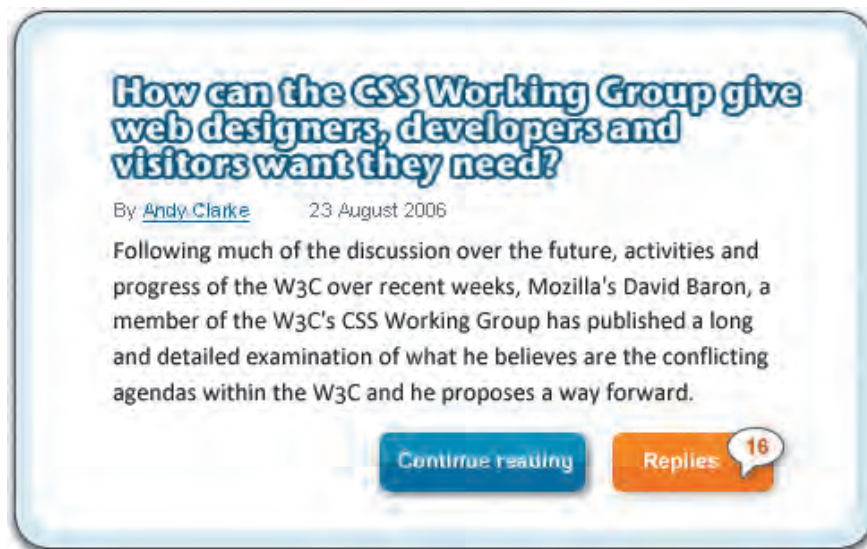 How can the CSS Working Group give
web designers, developers and
visitors want they need?
By Andy Clarke 23 August 2006
Following much of the discussion over the future, activities and
progress of the W3C over recent weeks, Mozilla's David Baron, a
member of the W3C's CSS Working Group has published a long
and detailed examination of what he believes are the conflicting
agendas within the W3C and he proposes a way forward.
Continue reading Replies 16